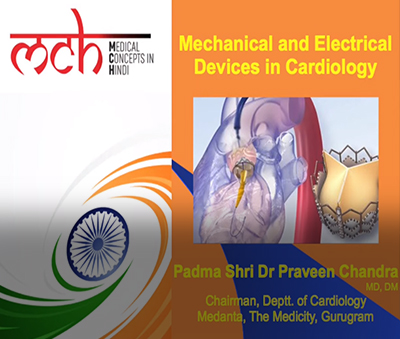 mch
MEDICAL
CONCEPTS IN
HINDI
Mechanical and Electrical
Devices in Cardiology
Padma Shri Dr Praveen Chandra
MD, DM
Chairman, Deptt. of Cardiology
Medanta, The Medicity, Gurugram